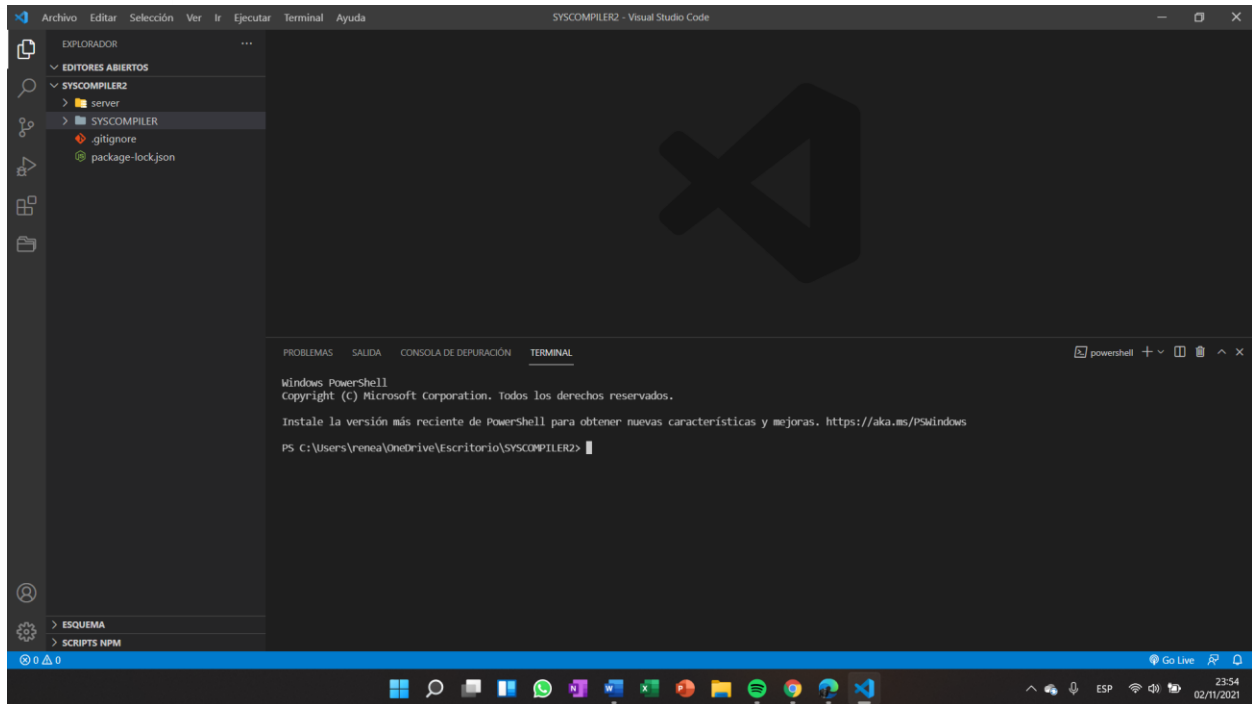 Archivo Editar Selección Ver Ir Ejecutar Terminal Ayuda
SYSCOMPILER2 - Visual Studio Code
EXPLORADOR
EDITORES ABIERTOS
SYSCOMPILER2
server
SYSCOMPILER
.gitignore
package-lock.json
PROBLEMAS SALIDA CONSOLA DE DEPURACIÓN TERMINAL
powershell
Windows PowerShell
Copyright (C) Microsoft Corporation. Todos los derechos reservados.
Instale la versión más reciente de PowerShell para obtener nuevas características y mejoras. https://aka.ms/PSWindows
PS C:\Users\renea\OneDrive\Escritorio\SYSCOMPILER2>
ESQUEMA
SCRIPTS NPM
0 0
Go Live
ESP
23:54
02/11/2021